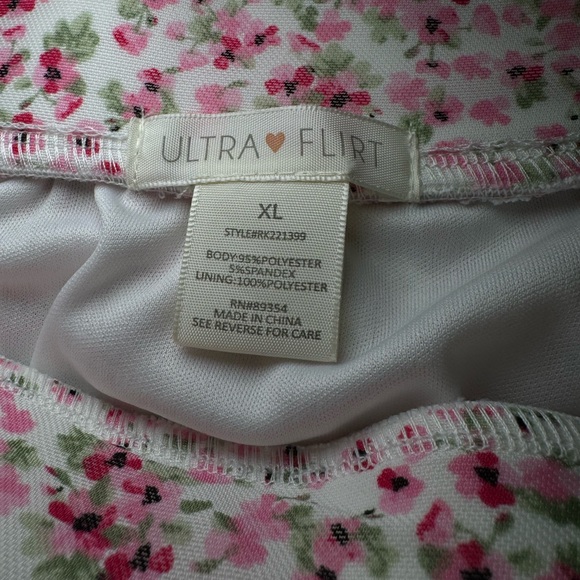 ULTRA FLIRT
XL
STYLE#RK221399
BODY:95%POLYESTER
5%SPANDEX
LINING:100%POLYESTER
RN#89354
MADE IN CHINA
SEE REVERSE FOR CARE